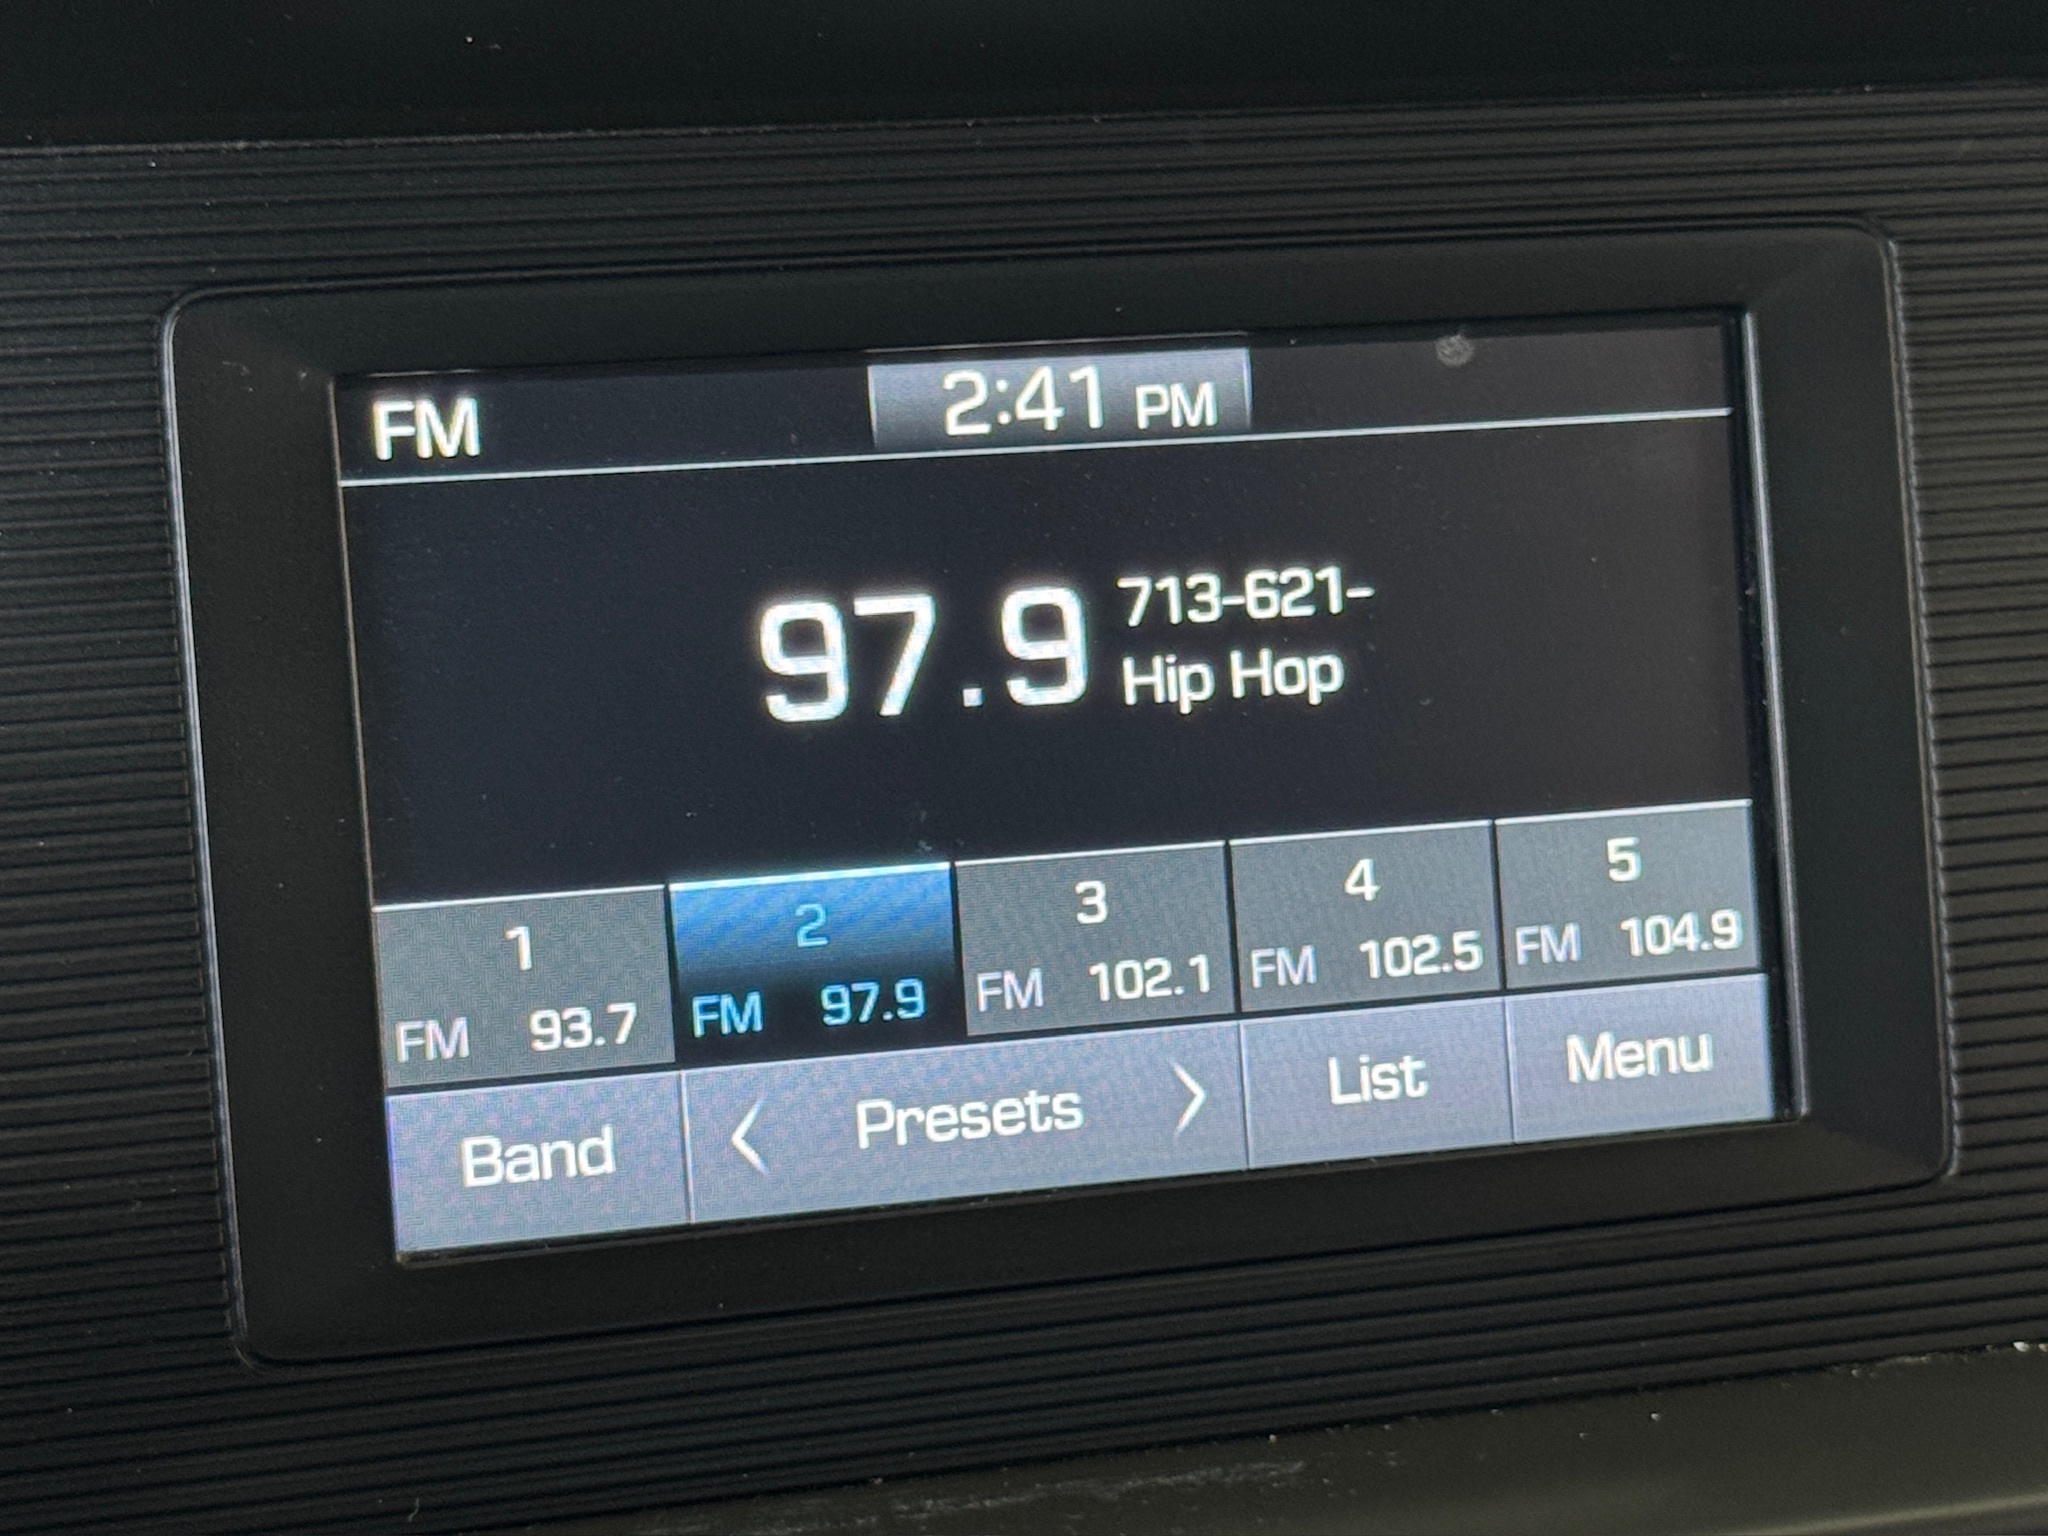 FM 2:41 PM
97.9 713-621-
Hip Hop
1 2 3 4 5
FM 93.7 FM 97.9 FM 102.1 FM 102.5 FM 104.9
Band < Presets > List Menu